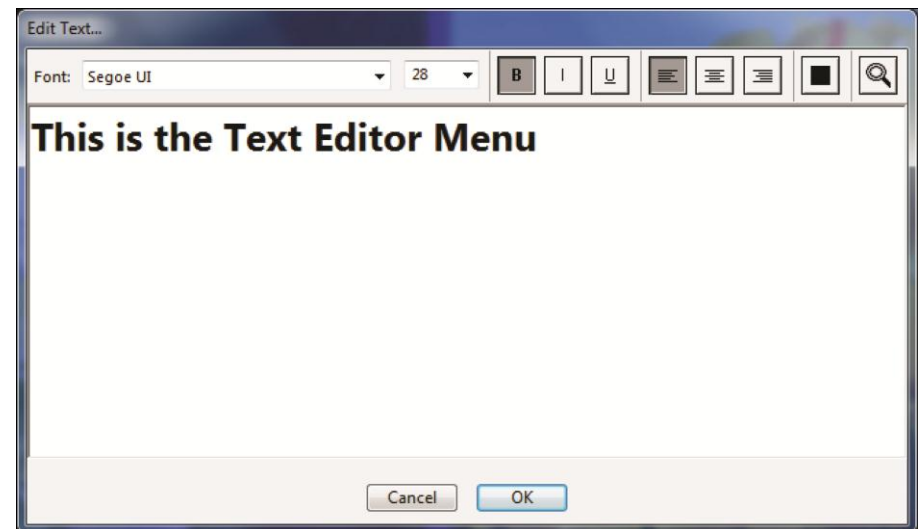 Edit Text...
Font: Segoe UI 28 B I U
This is the Text Editor Menu
Cancel OK